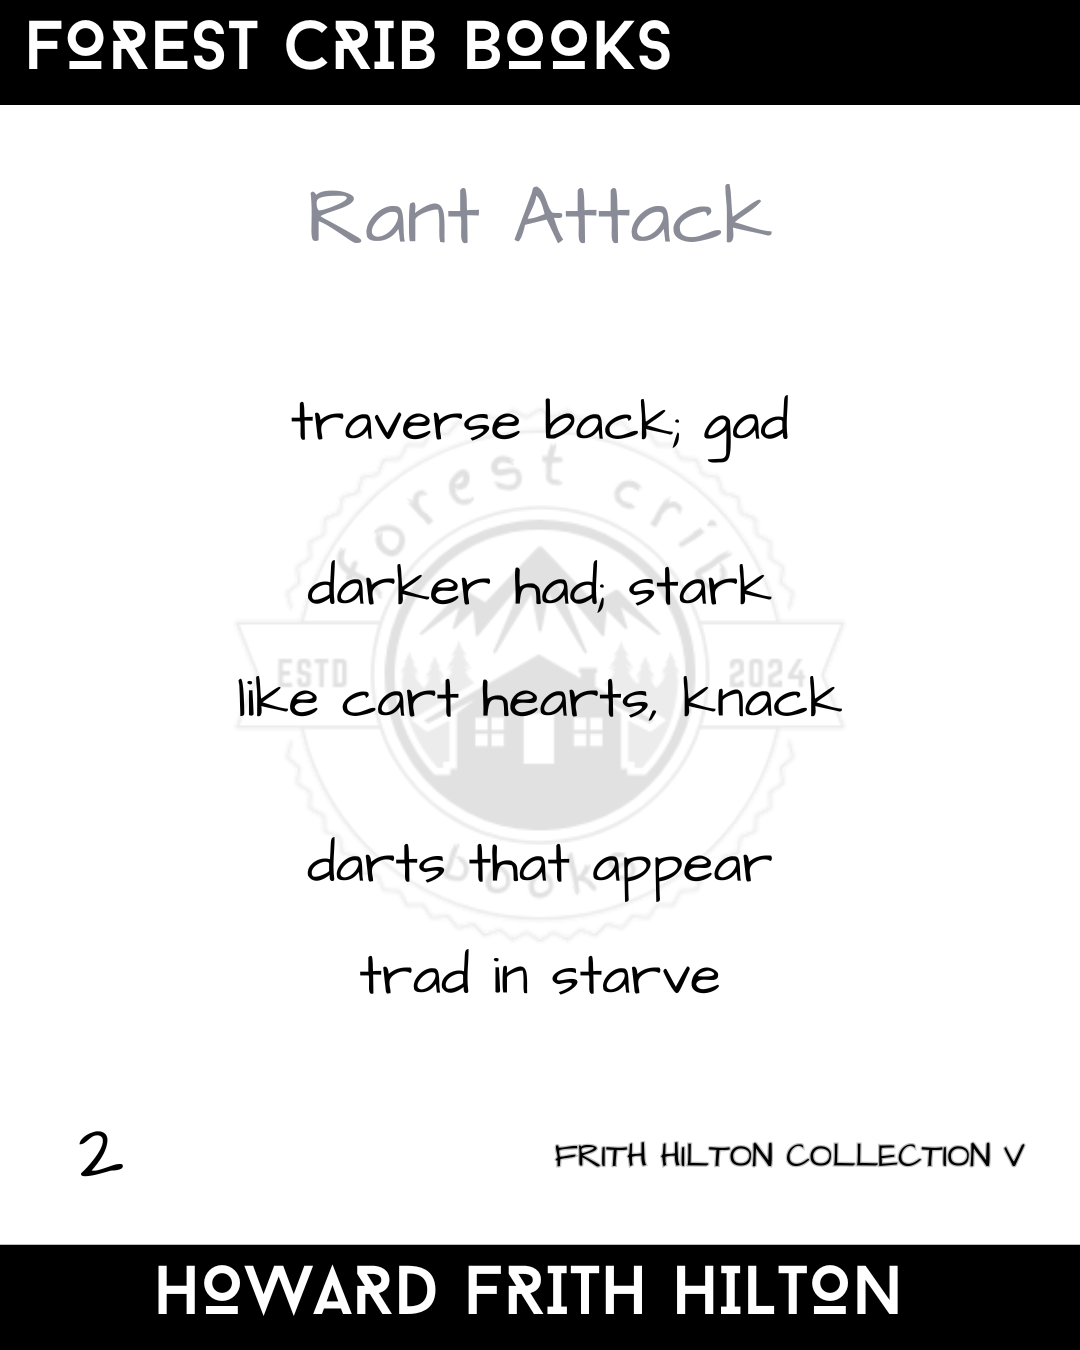 FOREST CRIB BOOKS
Rant Attack
traverse back; gad
forest crib
darker had; stark
ESTD 2024
like cart hearts, knack
darts that appear
books
trad in starve
2 FRITH HILTON COLLECTION V
HOWARD FRITH HILTON